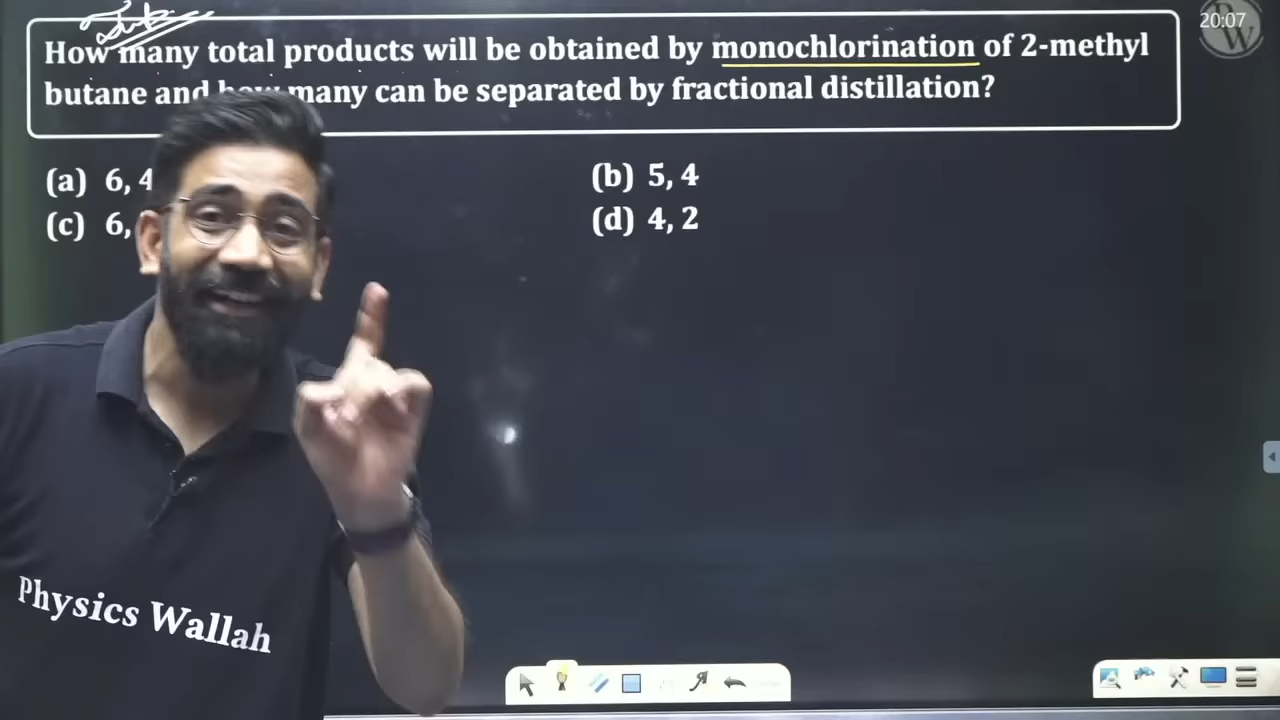 20:07
How many total products will be obtained by monochlorination of 2-methyl
butane and how many can be separated by fractional distillation?
(a) 6, 4
(b) 5, 4
(c) 6,
(d) 4, 2
Physics Wallah